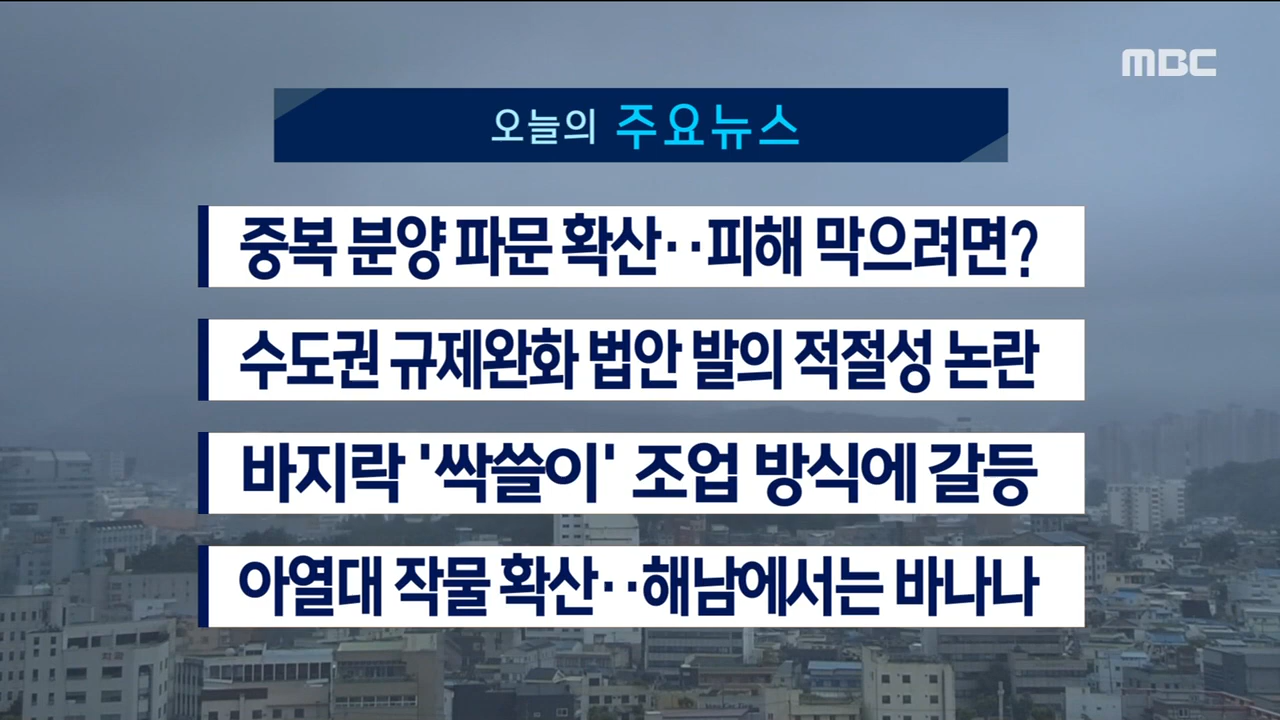 MBC
오늘의 주요뉴스
중복 분양 파문 확산‥피해 막으려면?
수도권 규제완화 법안 발의 적절성 논란
바지락 '싹쓸이' 조업 방식에 갈등
아열대 작물 확산‥해남에서는 바나나